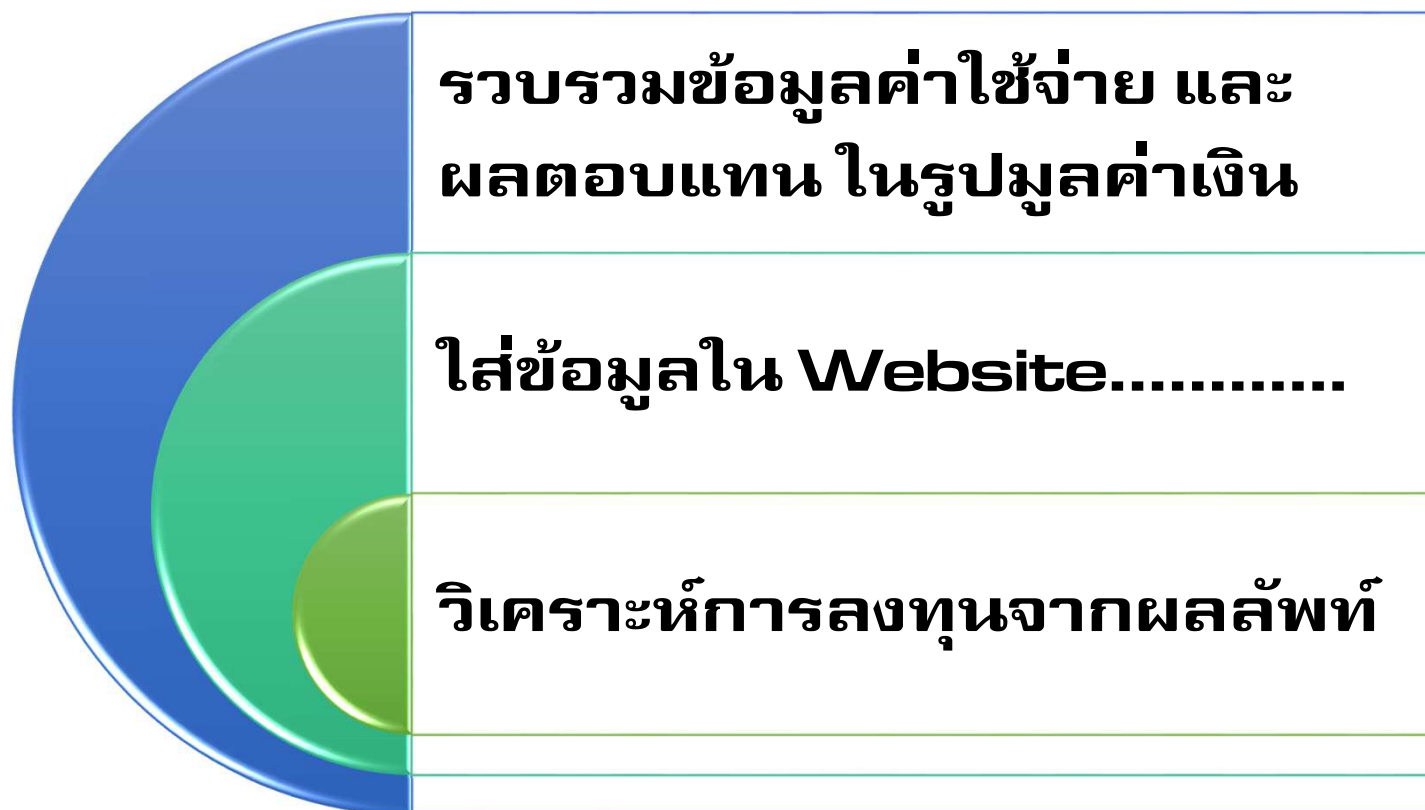 รวบรวมข้อมูลค่าใช้จ่าย และ
ผลตอบแทน ในรูปมูลค่าเงิน
ใส่ข้อมูลใน Website............
วิเคราะห์การลงทุนจากผลลัพท์